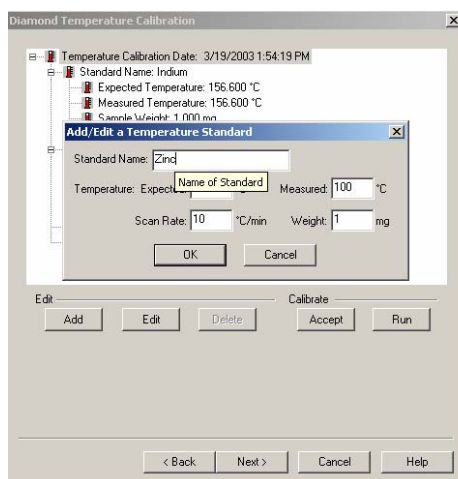 Diamond Temperature Calibration
Temperature Calibration Date: 3/19/2003 1:54:19 PM
Standard Name: Indium
Expected Temperature: 156.600 °C
Measured Temperature: 156.600 °C
Sample Weight: 1.000 mg
Add/Edit a Temperature Standard
Standard Name: Zinc
Name of Standard
Temperature: Measured: 100 °C
Scan Rate: 10 °C/min Weight: 1 mg
OK Cancel
Edit Calibrate
Add Edit Delete Accept Run
< Back Next > Cancel Help